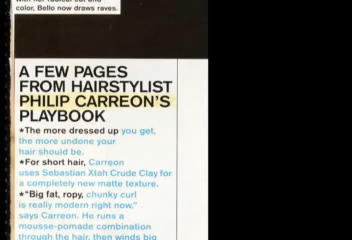 with her radical cut and
color, Bello now draws raves.
A FEW PAGES
FROM HAIRSTYLIST
PHILIP CARREON'S
PLAYBOOK
★The more dressed up you get,
the more undone your
hair should be.
★For short hair, Carreon
uses Sebastian Xtah Crude Clay for
a completely new matte texture.
★"Big fat, ropy, chunky curl
is really modern right now,"
says Carreon. He runs a
mousse-pomade combination
through the hair, then winds big